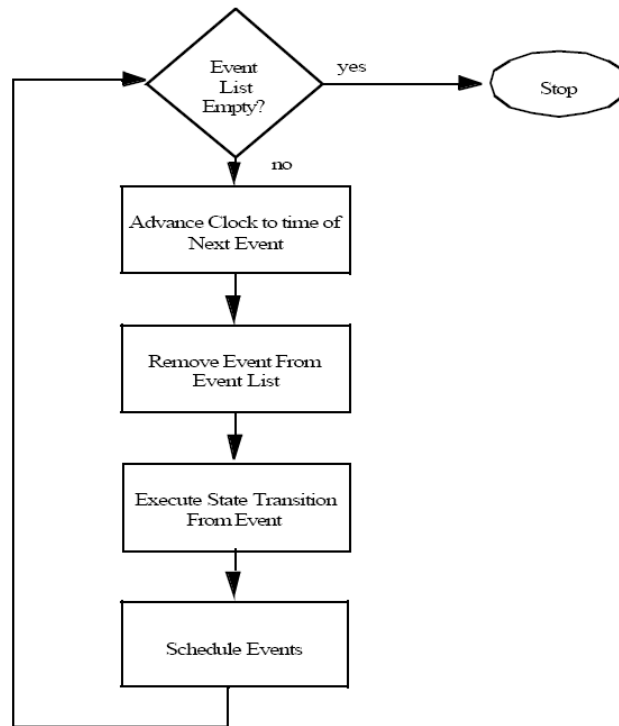 Event
List
Empty?
yes
Stop
no
Advance Clock to time of
Next Event
Remove Event From
Event List
Execute State Transition
From Event
Schedule Events